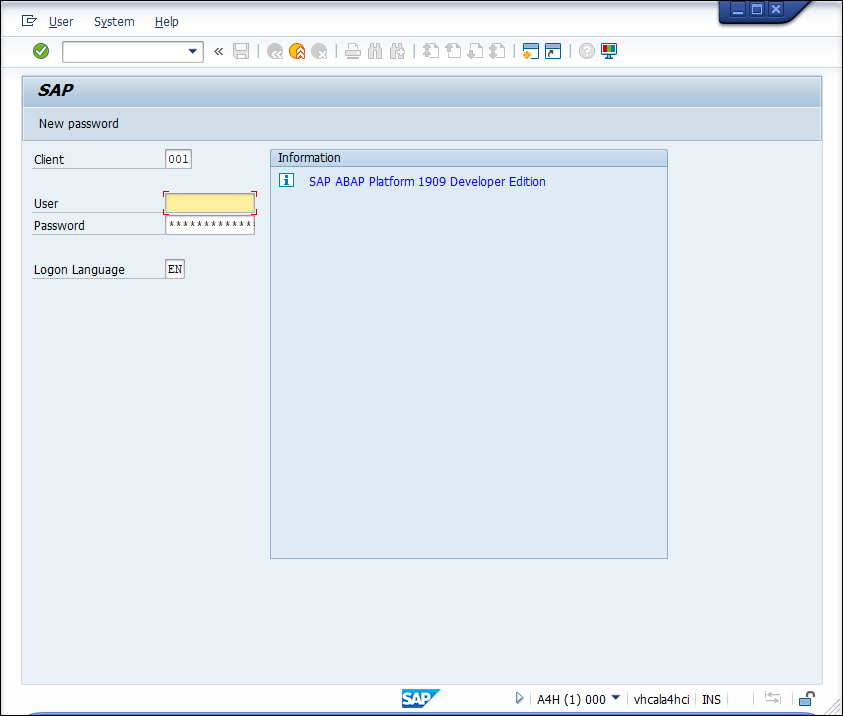 User System Help
SAP
New password
Client 001
User
Password ************
Logon Language EN
Information
SAP ABAP Platform 1909 Developer Edition
SAP A4H (1) 000 vhcala4hci INS